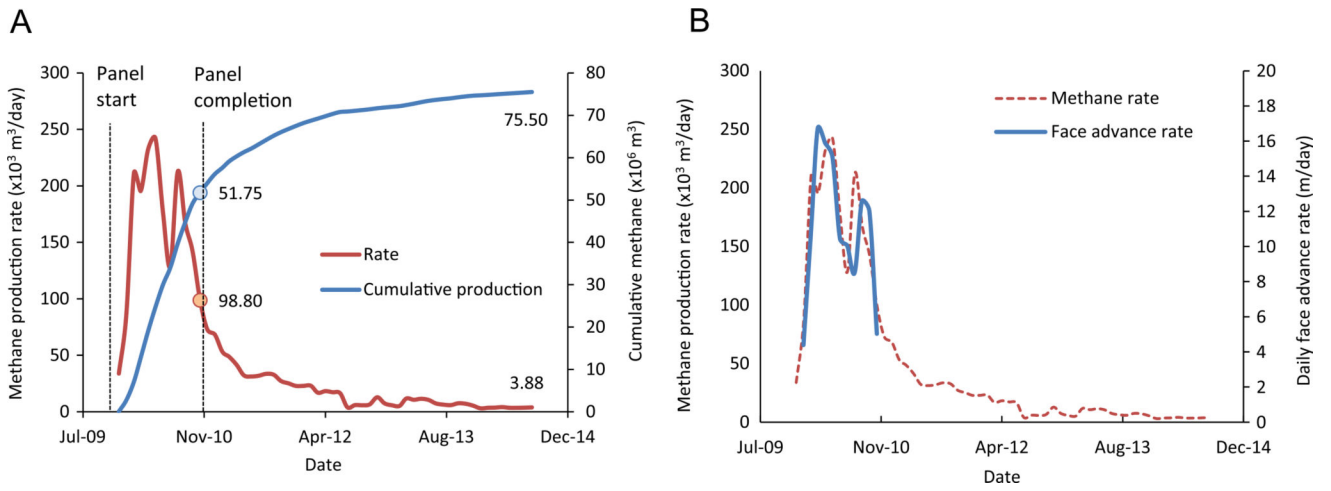 A
Methane production rate (x10³ m³/day)
300
250
200
150
100
50
0
Panel
start
Panel
completion
75.50
51.75
Rate
Cumulative production
98.80
3.88
80
70
60
50
40
30
20
10
0
Cumulative methane (x10⁶ m³)
Jul-09
Nov-10
Apr-12
Aug-13
Dec-14
Date
B
Methane production rate (x10³ m³/day)
300
250
200
150
100
50
0
Methane rate
Face advance rate
20
18
16
14
12
10
8
6
4
2
0
Daily face advance rate (m/day)
Jul-09
Nov-10
Apr-12
Aug-13
Dec-14
Date